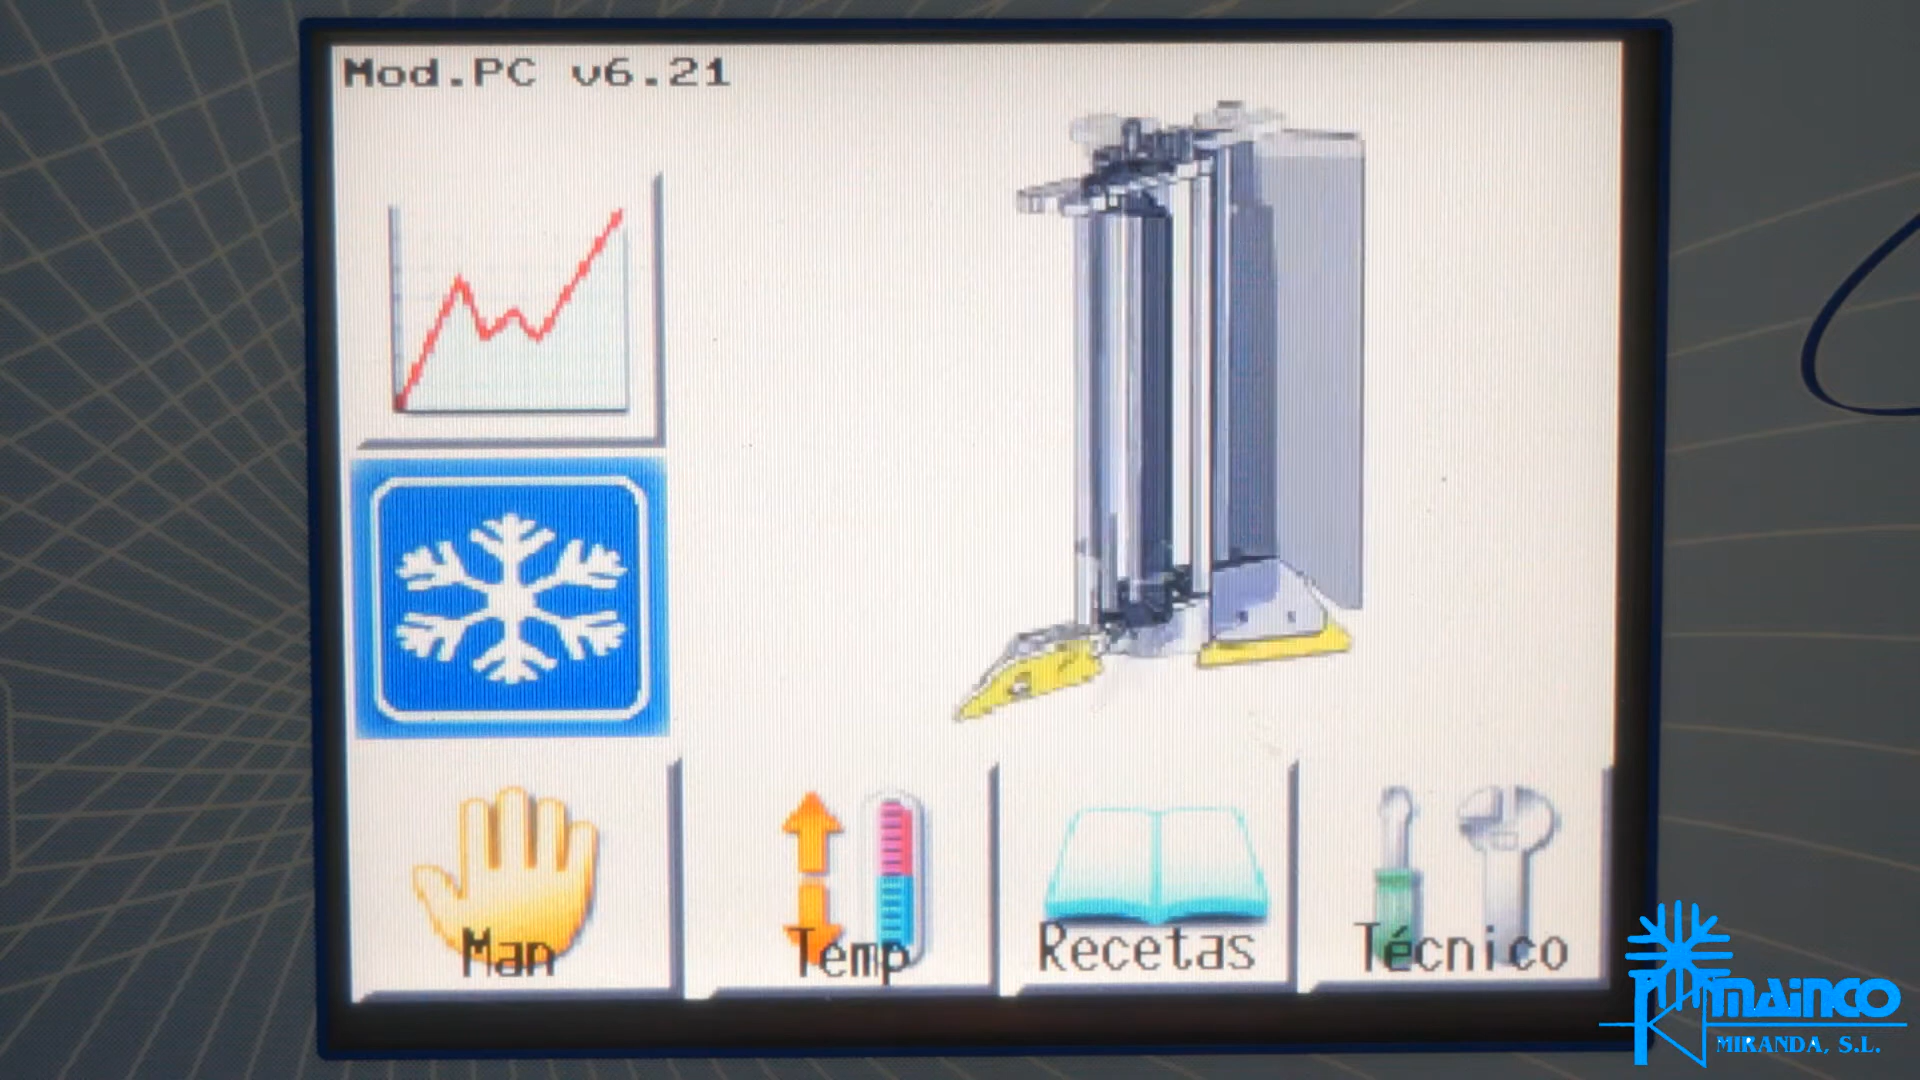 Mod.PC v6.21
Man
Temp
Recetas
Técnico
MAINCO
MIRANDA, S.L.